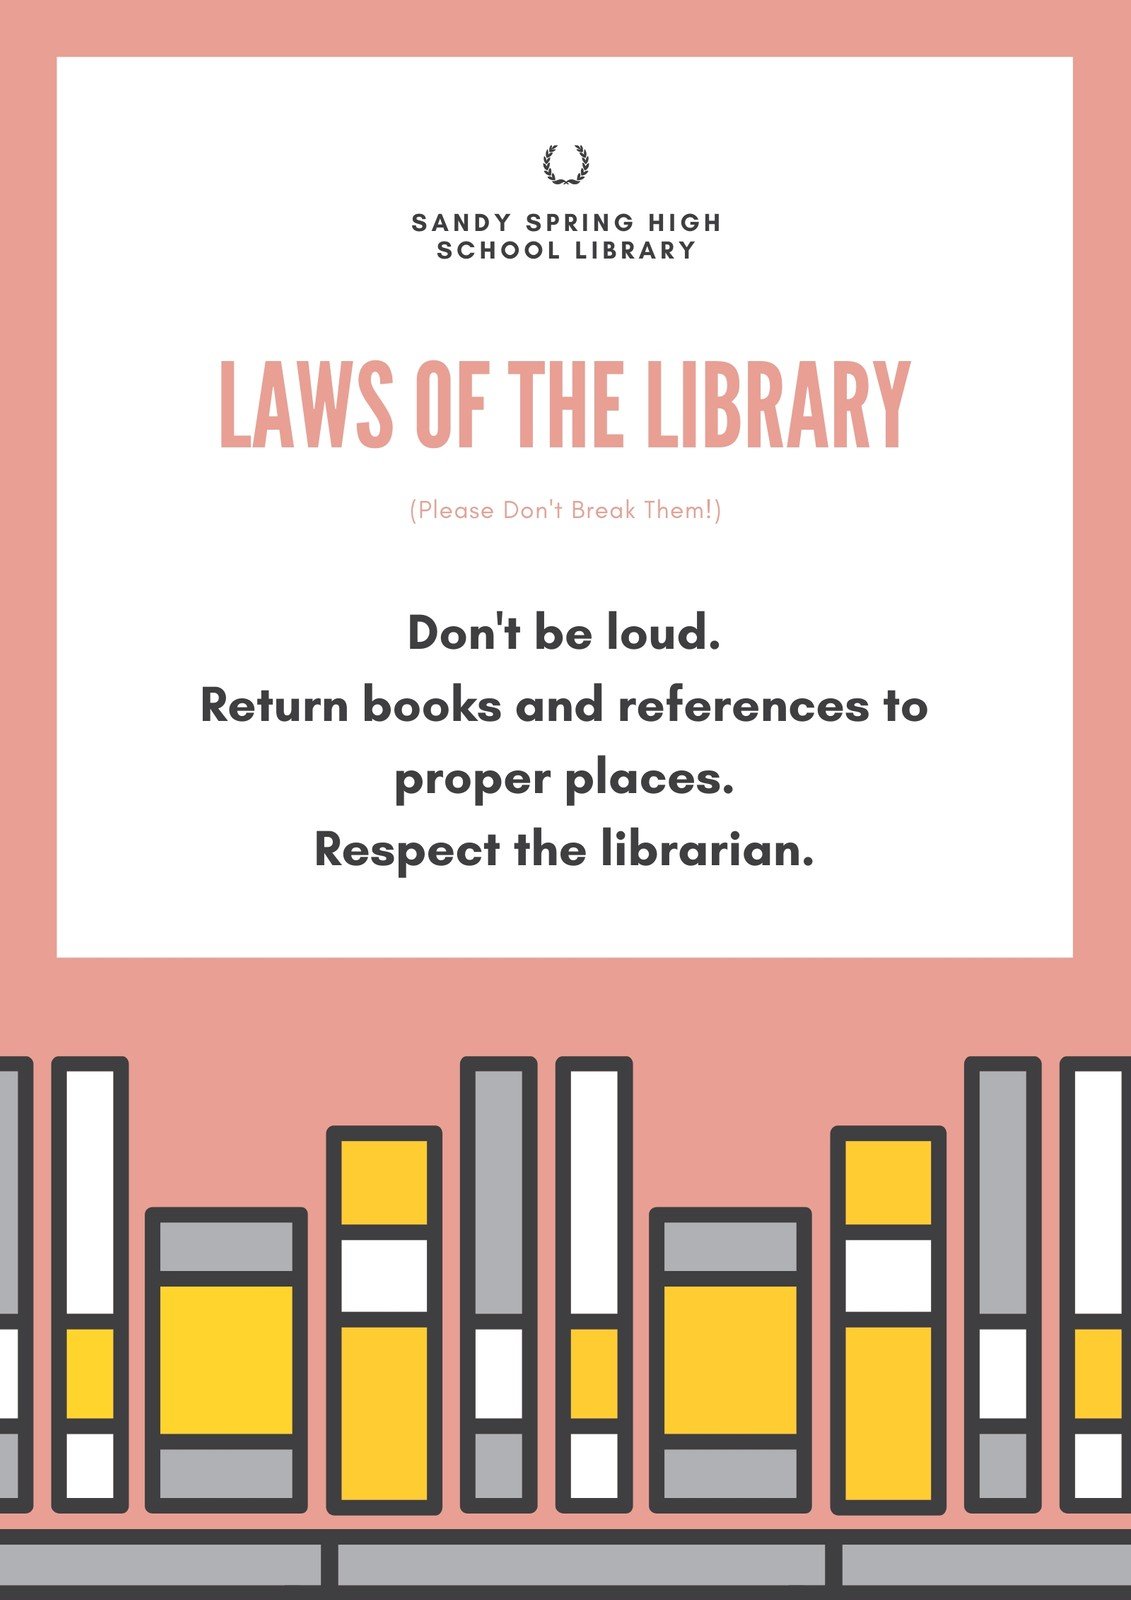 SANDY SPRING HIGH
SCHOOL LIBRARY
LAWS OF THE LIBRARY
(Please Don't Break Them!)
Don't be loud.
Return books and references to
proper places.
Respect the librarian.